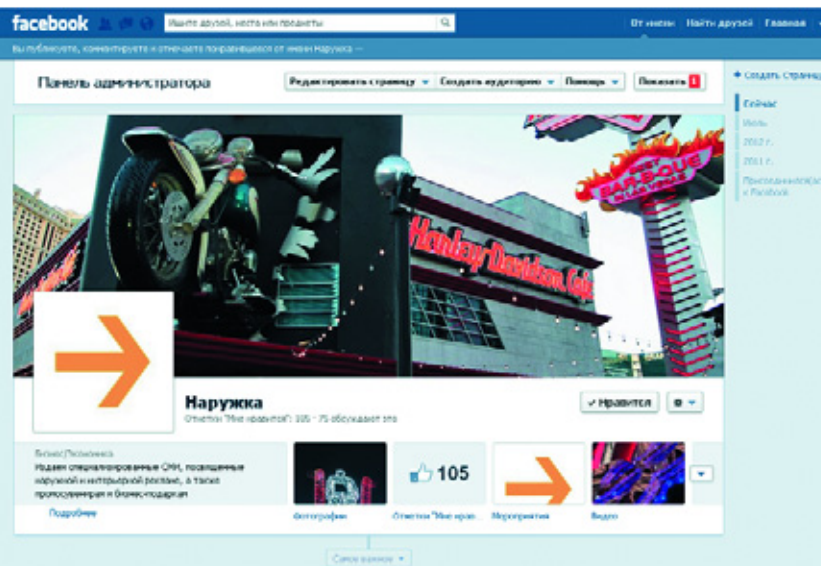 facebook
Ищите друзей, места или предметы
От имени Найти друзей Главная
Вы публикуете, комментируете и отмечаете понравившееся от имени Наружка —
Панель администратора
Редактировать страницу Создать аудиторию Помощь Показать 1
+ Создать Страницу
Сейчас
Июль
2012 г.
2011 г.
к Facebook
BAR-B-QUE
Harley-Davidson Cafe
Наружка
Отметки "Мне нравится": 105 · 75 обсуждают это
✓ Нравится
Бизнес/Экономика
Издаем специализированные СМИ, посвященные
наружной и интерьерной рекламе, а также
промосувенирам и бизнес-подаркам
Подробнее
105
Фотографии Отметки "Мне нрав... Мероприятия Видео
Самое важное